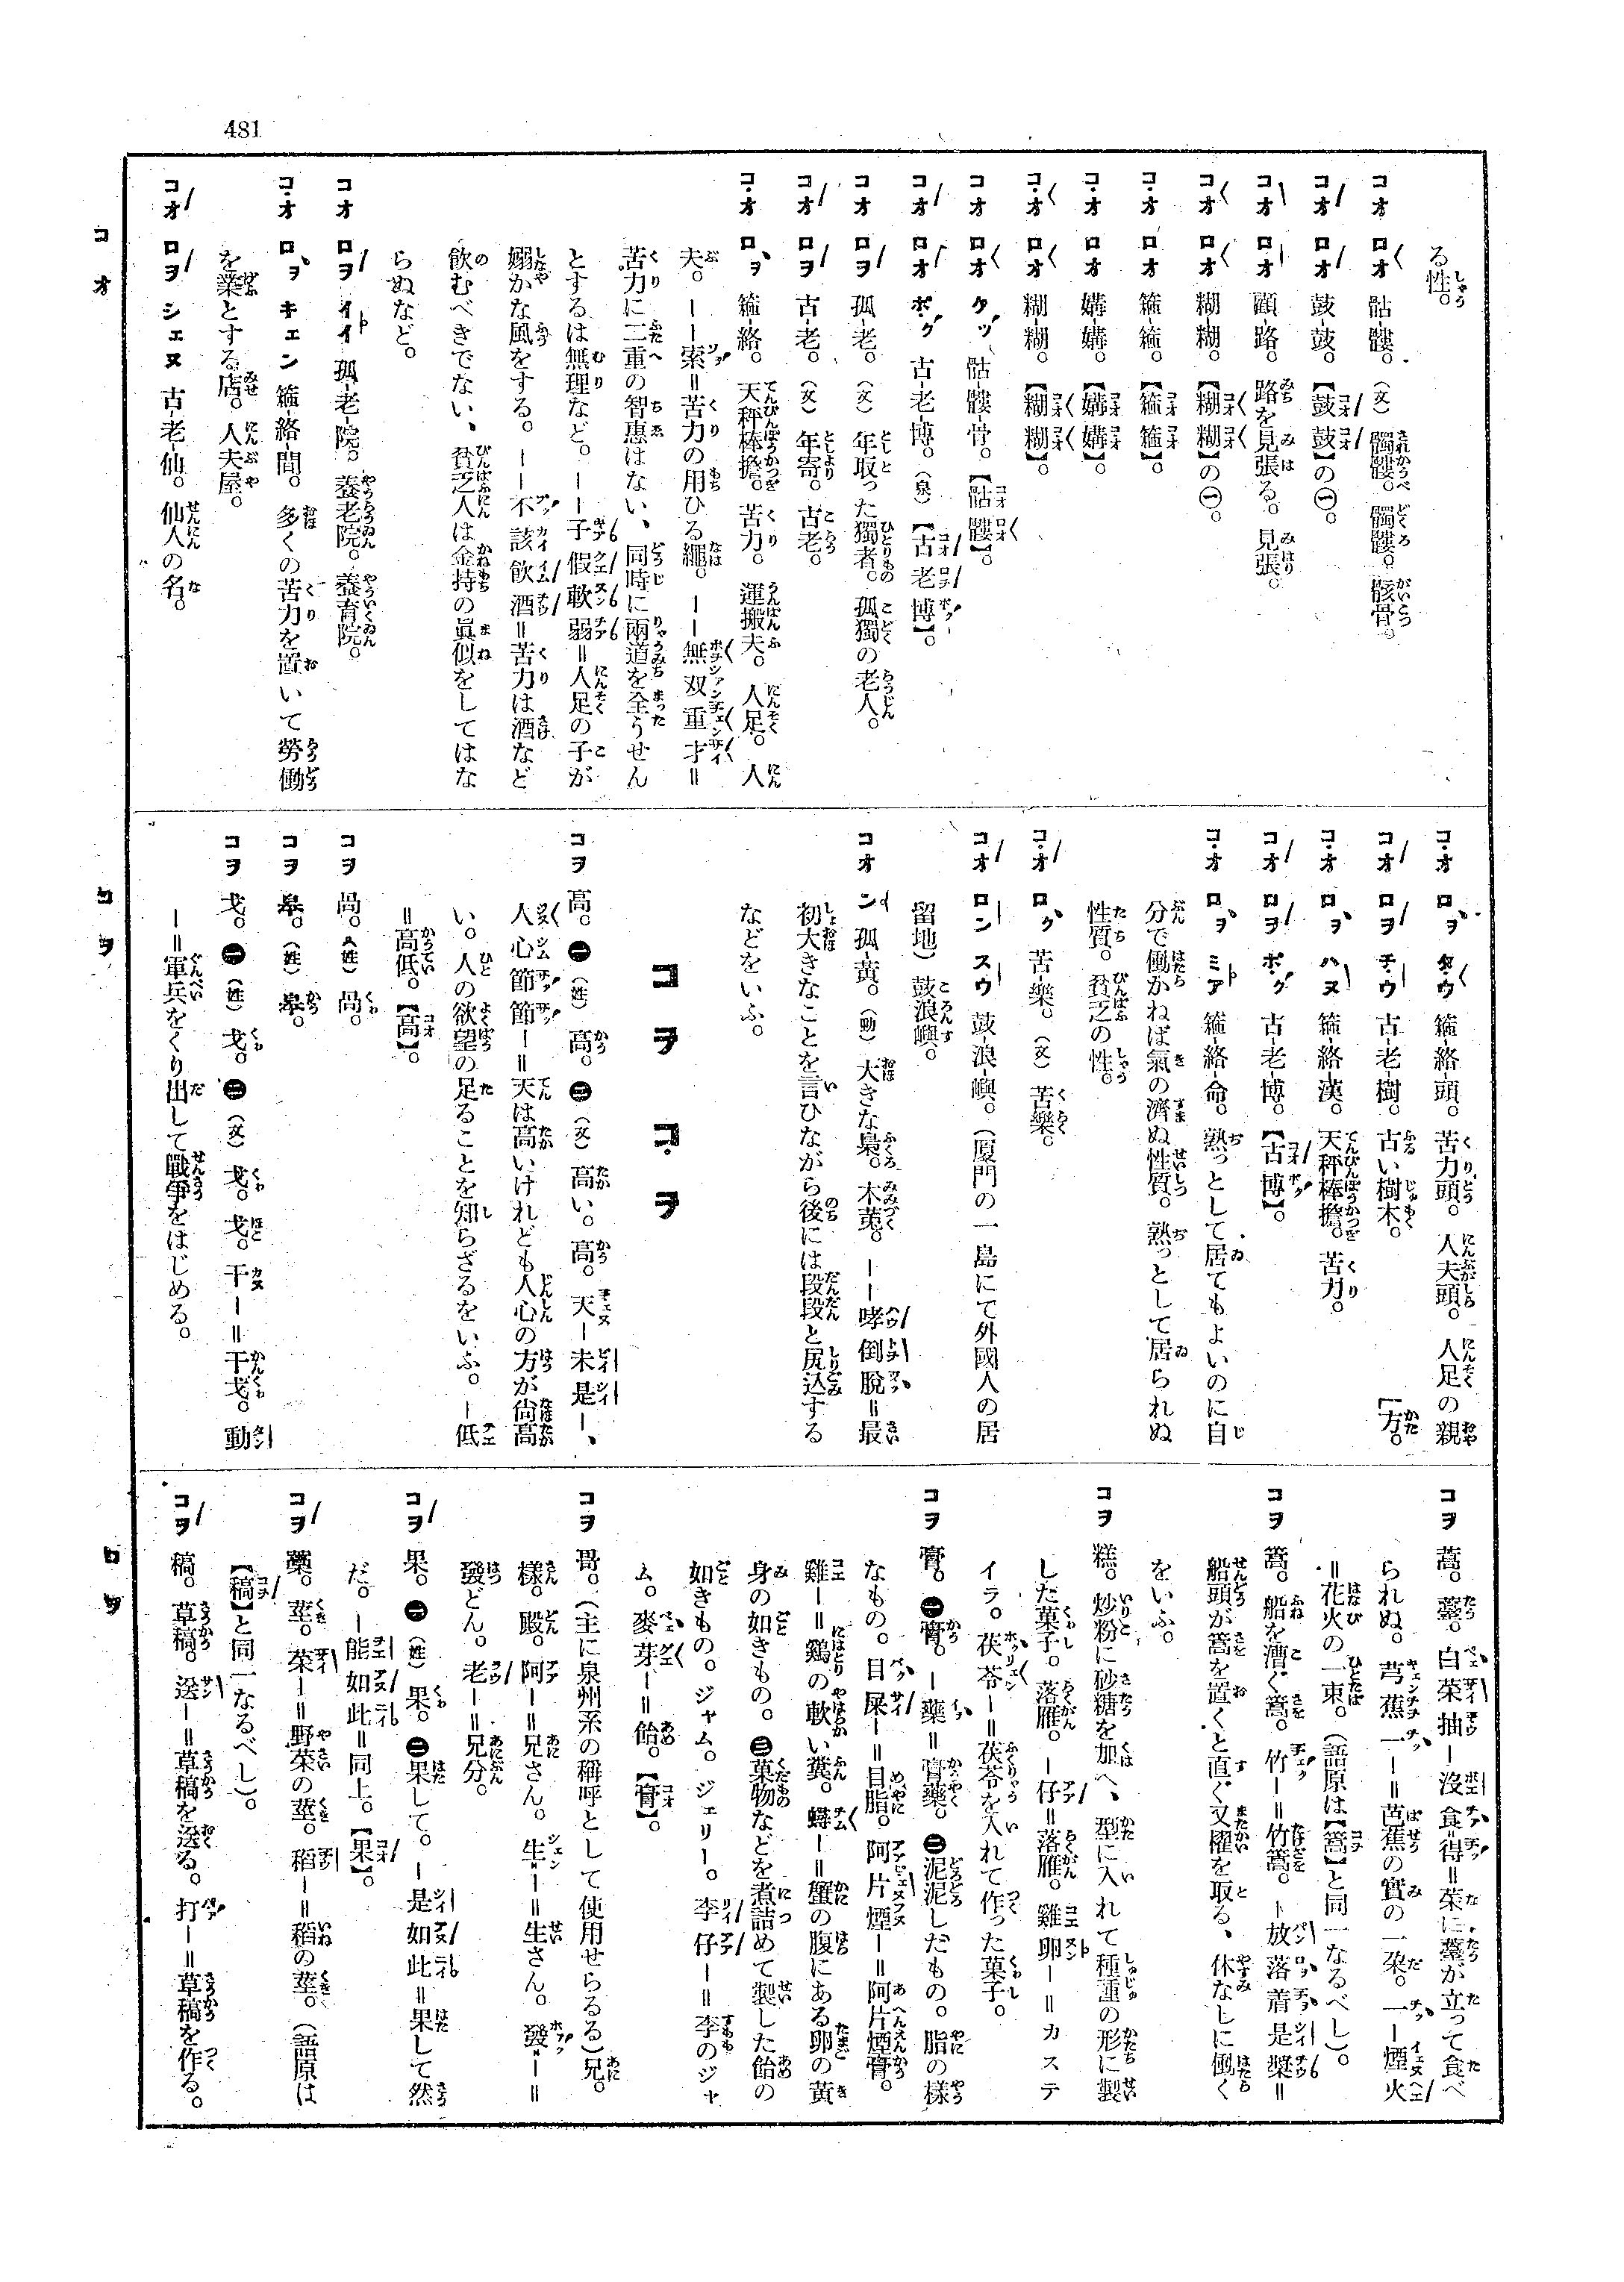 481
る性。
コオ ロオ 骷-髏。(文) 髑髏。髑髏。骸骨。
コオ ロオ 鼓-鼓。【鼓鼓】の㊀。
コオ ロオ 顧-路。路を見張る。見張。
コオ ロオ 糊-糊。【糊糊】の㊀。
コオ ロオ 箍-箍。【箍箍】。
コオ ロオ 媾-媾。【媾媾】。
コオ ロオ 糊-糊。【糊糊】。
コオ ロオ クッ 骷-髏-骨。【骷髏】。
コオ ロオ ポク 古-老-博。(泉)【古老博】。
コオ ロヲ 孤-老。(文) 年取った獨者。孤獨の老人。
コオ ロヲ 古-老。(文) 年寄。古老。
コオ ロヲ 箍-絡。天秤棒擔。苦力。運搬夫。人足。人
夫。——索=苦力の用ひる繩。——無双重才=
苦力に二重の智惠はない、同時に兩道を全うせん
とするは無理など。——子假軟弱=人足の子が
嫋かな風をする。——不該飮酒=苦力は酒など
飮むべきでない、貧乏人は金持の眞似をしてはな
らぬなど。
コオ ロヲ イイ 孤-老-院。養老院。養育院。
コオ ロヲ キェン 箍-絡-間。多くの苦力を置いて勞働
を業とする店。人夫屋。
コオ ロヲ シェヌ 古-老-仙。仙人の名。
コオ
コオ ロヲ タウ 箍-絡-頭。苦力頭。人夫頭。人足の親
コオ ロヲ チウ 古-老-樹。古い樹木。 [方。
コオ ロヲ ハヌ 箍-絡-漢。天秤棒擔。苦力。
コオ ロヲ ポク 古-老-博。【古博】。
コオ ロヲ ミア 箍-絡-命。熟っとして居てもよいのに自
分で働かねば氣の濟ぬ性質。熟っとして居られぬ
性質。貧乏の性。
コオ ロク 苦-樂。(文) 苦樂。
コオ ロン スウ 鼓-浪-嶼。(厦門の一島にて外國人の居
留地) 鼓浪嶼。
コオ ン 孤-黃。(動) 大きな梟。木菟。——哮倒脫=最
初大きなことを言ひながら後には段段と尻込する
などをいふ。
コヲ コヲ
コヲ 高。㊀(姓) 高。㊁(文) 高い。高。天—未是—、
人心節節—=天は高いけれども人心の方が尙高
い。人の欲望の足ることを知らざるをいふ。—低
=高低。【高】。
コヲ 咼。(姓) 咼。
コヲ 皋。(姓) 皋。
コヲ 戈。㊀(姓) 戈。㊁(文) 戈。戈。干—=干戈。動
—=軍兵をくり出して戰爭をはじめる。
コヲ
コヲ 蒿。薹。白菜抽—沒食得=菜に薹が立って食べ
られぬ。芎蕉一—=芭蕉の實の一朶。一—煙火
=花火の一束。(語原は【篙】と同一なるべし)。
コヲ 篙。船を漕ぐ篙。竹—=竹篙。—放落着是槳=
船頭が篙を置くと直ぐ又櫂を取る、休なしに働く
をいふ。
コヲ 糕。炒粉に砂糖を加へ、型に入れて種種の形に製
した菓子。落雁。—仔=落雁。雞卵—=カステ
イラ。茯苓—=茯苓を入れて作った菓子。
コヲ 膏。㊀膏。—藥=膏藥。㊁泥泥したもの。脂の樣
なもの。目屎—=目脂。阿片煙—=阿片煙膏。
雞—=鷄の軟い糞。蟳—=蟹の腹にある卵の黃
身の如きもの。㊂菓物などを煮詰めて製した飴の
如きもの。ジャム。ジェリー。李仔—=李のジャ
ム。麥芽—=飴。【膏】。
コヲ 哥。(主に泉州系の稱呼として使用せらるる)兄。
樣。殿。阿—=兄さん。生—=生さん。發—=
發どん。老—=兄分。
コヲ 果。㊀(姓) 果。㊁果して。—是如此=果して然
だ。—能如此=同上。【果】。
コヲ 藁。莖。菜—=野菜の莖。稻—=稻の莖。(語原は
【稿】と同一なるべし)。
コヲ 稿。草稿。送—=草稿を送る。打—=草稿を作る。
コヲ